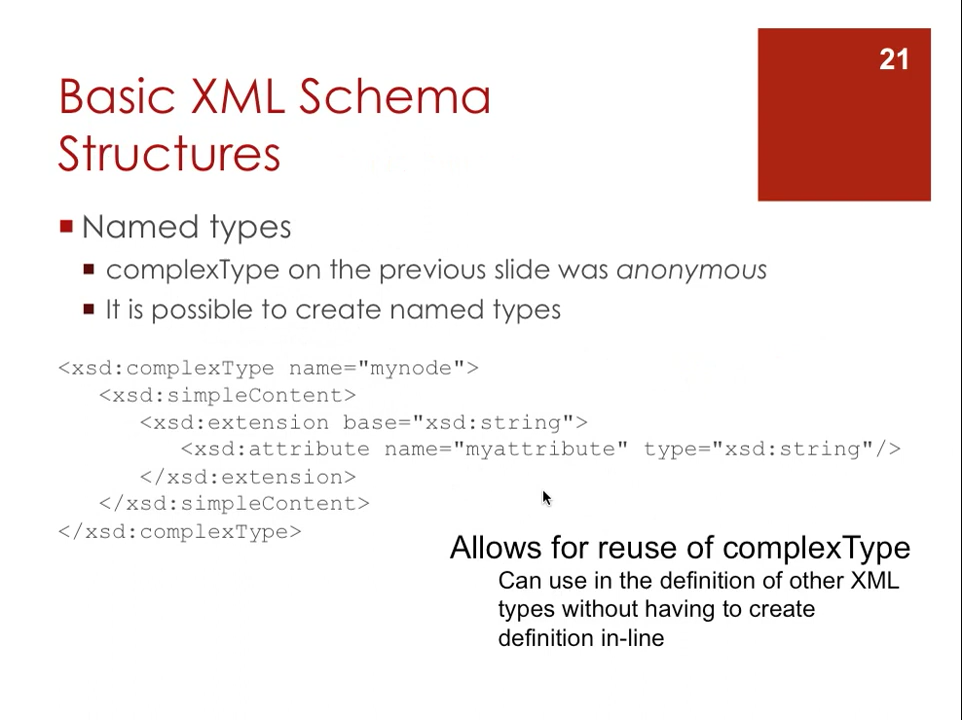 21
Basic XML Schema
Structures
Named types
complexType on the previous slide was anonymous
It is possible to create named types
<xsd:complexType name="mynode">
<xsd:simpleContent>
<xsd:extension base="xsd:string">
<xsd:attribute name="myattribute" type="xsd:string"/>
</xsd:extension>
</xsd:simpleContent>
</xsd:complexType>
Allows for reuse of complexType
Can use in the definition of other XML
types without having to create
definition in-line